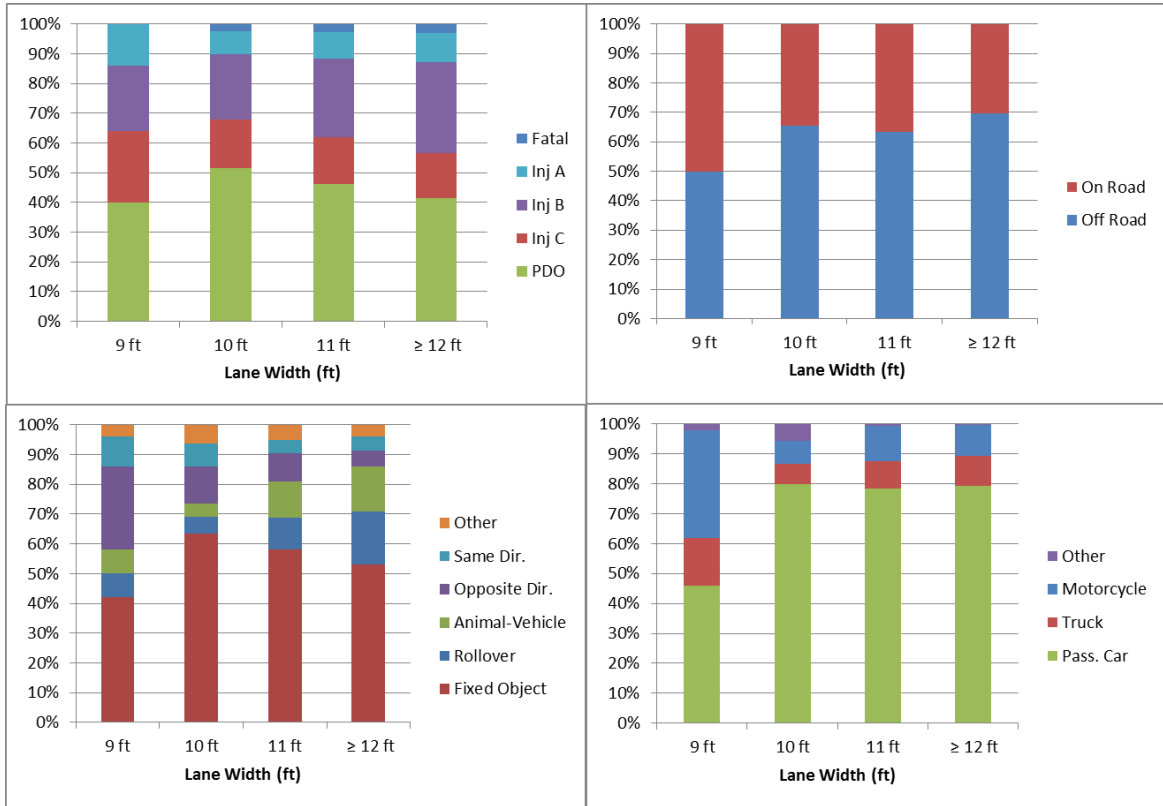 100%
90%
80%
70%
60%
50%
40%
30%
20%
10%
0%
9 ft 10 ft 11 ft ≥ 12 ft
Lane Width (ft)
Fatal
Inj A
Inj B
Inj C
PDO
100%
90%
80%
70%
60%
50%
40%
30%
20%
10%
0%
9 ft 10 ft 11 ft ≥ 12 ft
Lane Width (ft)
On Road
Off Road
100%
90%
80%
70%
60%
50%
40%
30%
20%
10%
0%
9 ft 10 ft 11 ft ≥ 12 ft
Lane Width (ft)
Other
Same Dir.
Opposite Dir.
Animal-Vehicle
Rollover
Fixed Object
100%
90%
80%
70%
60%
50%
40%
30%
20%
10%
0%
9 ft 10 ft 11 ft ≥ 12 ft
Lane Width (ft)
Other
Motorcycle
Truck
Pass. Car